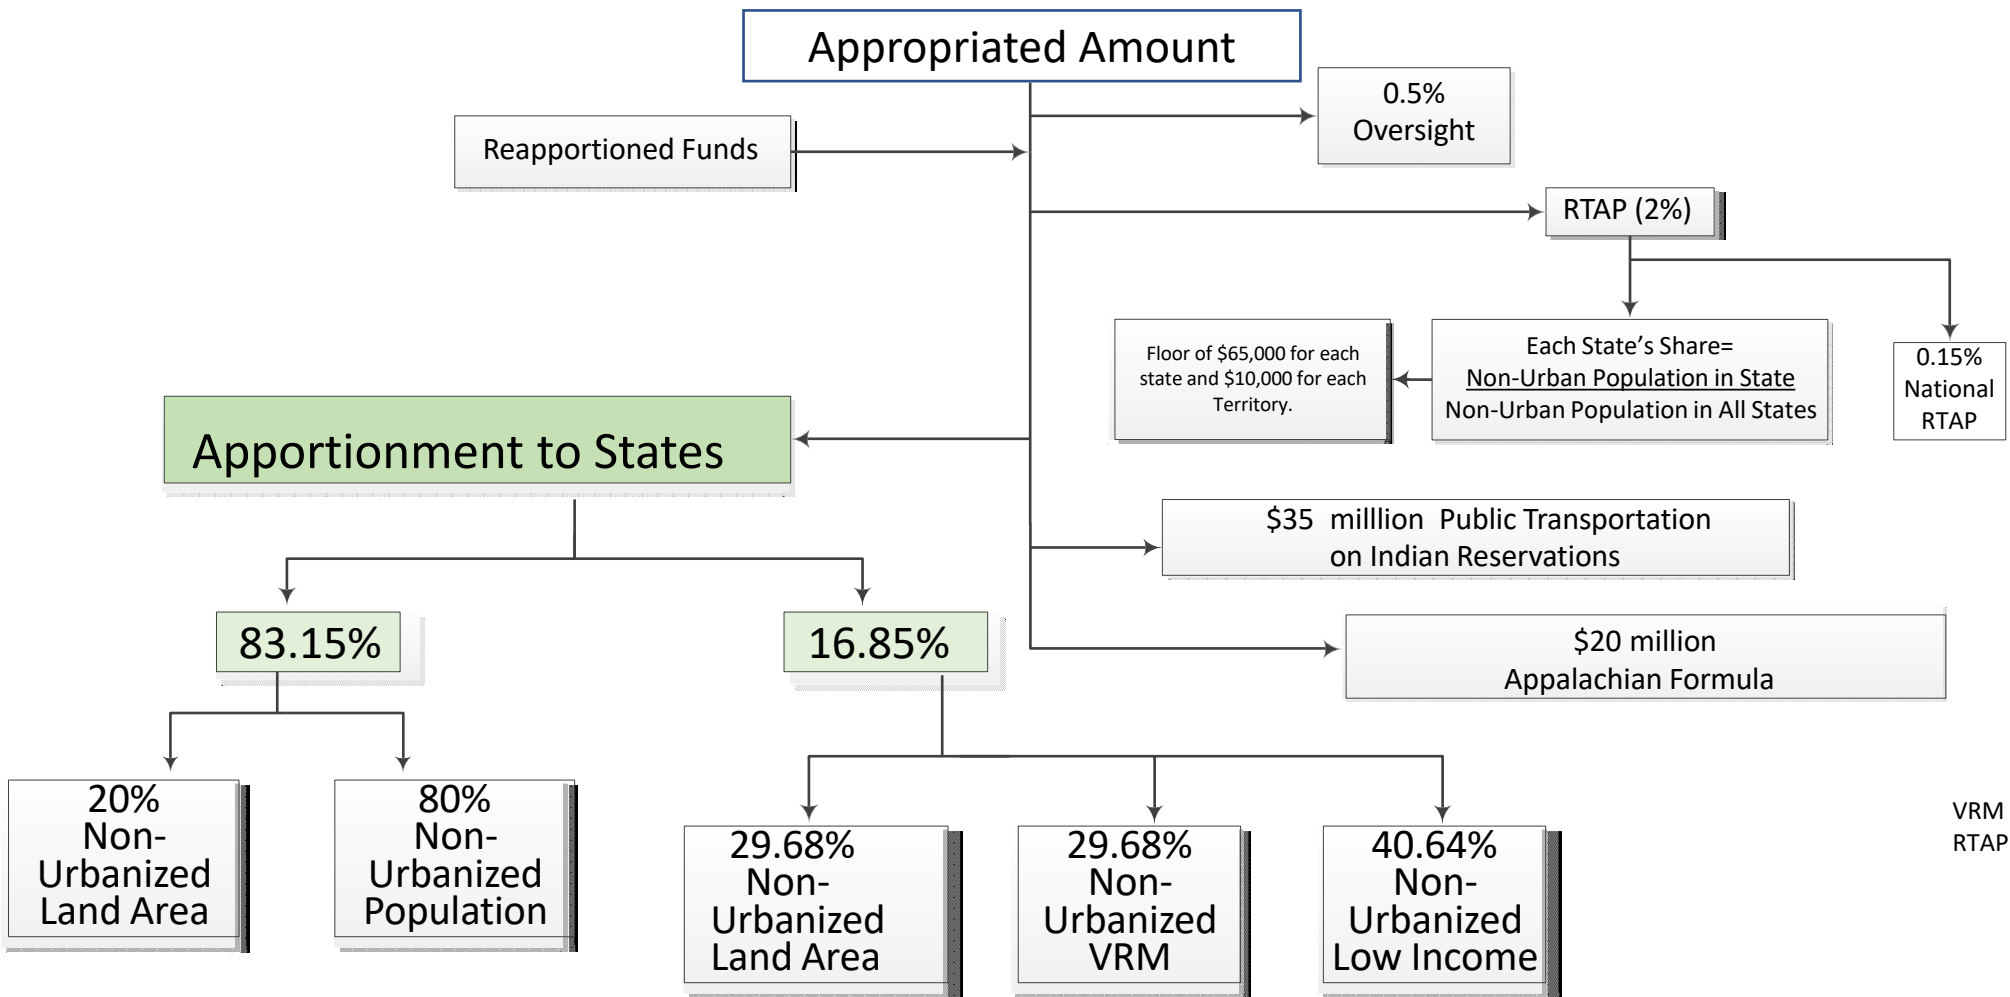 Appropriated Amount
0.5%
Oversight
Reapportioned Funds
RTAP (2%)
Floor of $65,000 for each
state and $10,000 for each
Territory.
Each State’s Share=
Non-Urban Population in State
Non-Urban Population in All States
0.15%
National
RTAP
Apportionment to States
$35 milllion Public Transportation
on Indian Reservations
83.15%
16.85%
$20 million
Appalachian Formula
20%
Non-
Urbanized
Land Area
80%
Non-
Urbanized
Population
29.68%
Non-
Urbanized
Land Area
29.68%
Non-
Urbanized
VRM
40.64%
Non-
Urbanized
Low Income
VRM
RTAP